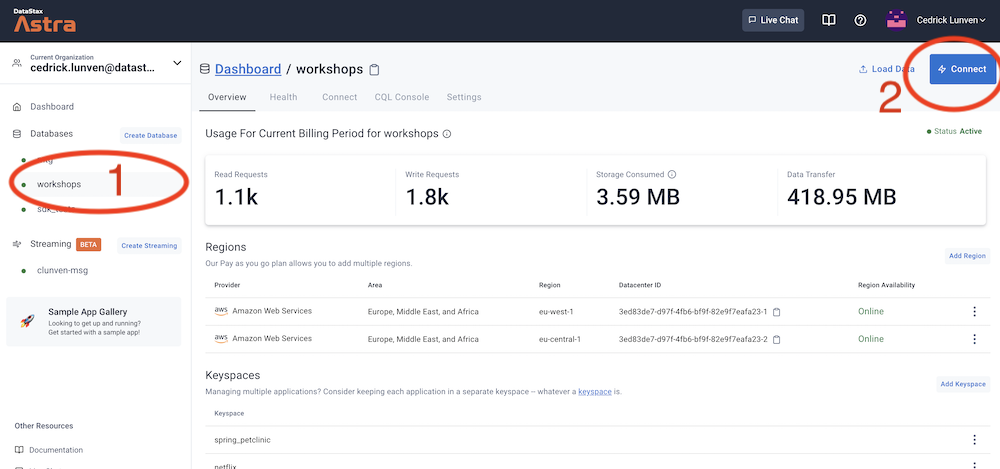 DataStax
Astra
Live Chat
Cedrick Lunven
Current Organization
cedrick.lunven@datast...
Dashboard
Databases
Create Database
workshops
1
Streaming
BETA
Create Streaming
clunven-msg
Sample App Gallery
Looking to get up and running?
Get started with a sample app!
Other Resources
Documentation
Dashboard / workshops
Load Data
Connect
2
Overview
Health
Connect
CQL Console
Settings
Usage For Current Billing Period for workshops
Status Active
Read Requests
1.1k
Write Requests
1.8k
Storage Consumed
3.59 MB
Data Transfer
418.95 MB
Regions
Our Pay as you go plan allows you to add multiple regions.
Add Region
Provider Area Region Datacenter ID Region Availability
aws Amazon Web Services Europe, Middle East, and Africa eu-west-1 3ed83de7-d97f-4fb6-bf9f-82e9f7eafa23-1 Online
aws Amazon Web Services Europe, Middle East, and Africa eu-central-1 3ed83de7-d97f-4fb6-bf9f-82e9f7eafa23-2 Online
Keyspaces
Managing multiple applications? Consider keeping each application in a separate keyspace – whatever a keyspace is.
Add Keyspace
Keyspace
spring_petclinic
netflix